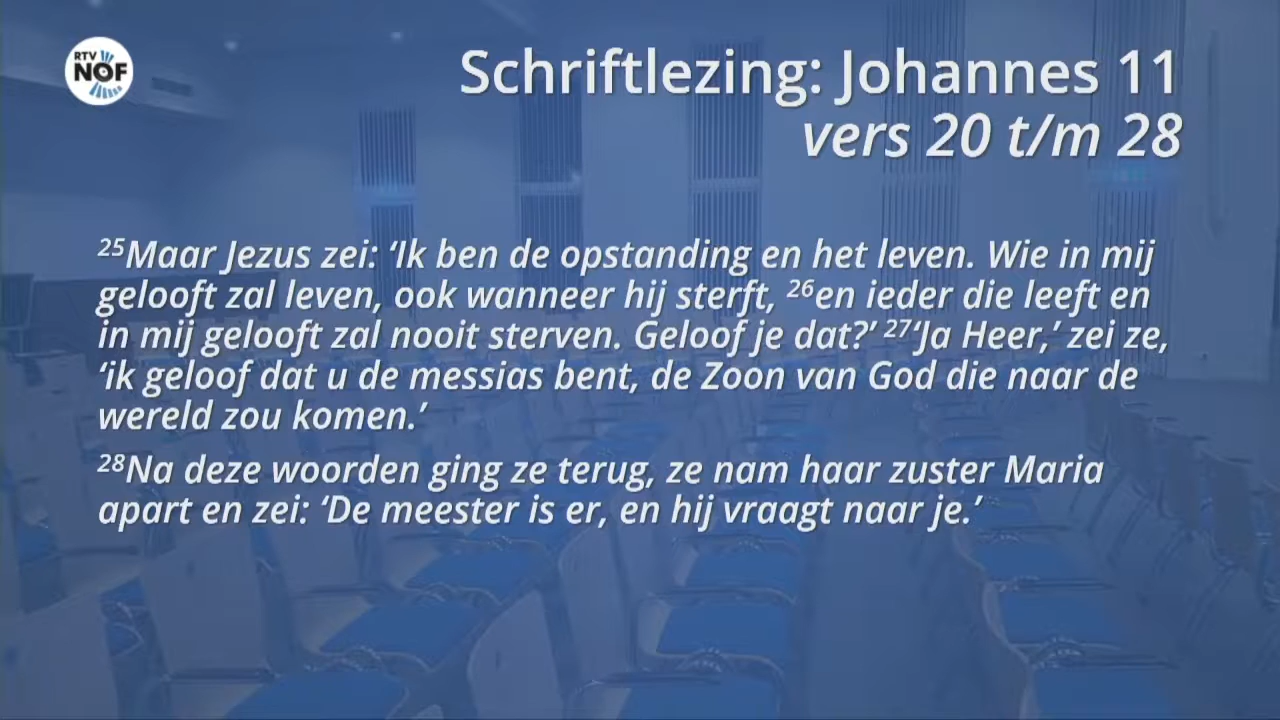 RTV
NOF
Schriftlezing: Johannes 11
vers 20 t/m 28
²⁵Maar Jezus zei: ‘Ik ben de opstanding en het leven. Wie in mij
gelooft zal leven, ook wanneer hij sterft, ²⁶en ieder die leeft en
in mij gelooft zal nooit sterven. Geloof je dat?’ ²⁷‘Ja Heer,’ zei ze,
‘ik geloof dat u de messias bent, de Zoon van God die naar de
wereld zou komen.’
²⁸Na deze woorden ging ze terug, ze nam haar zuster Maria
apart en zei: ‘De meester is er, en hij vraagt naar je.’